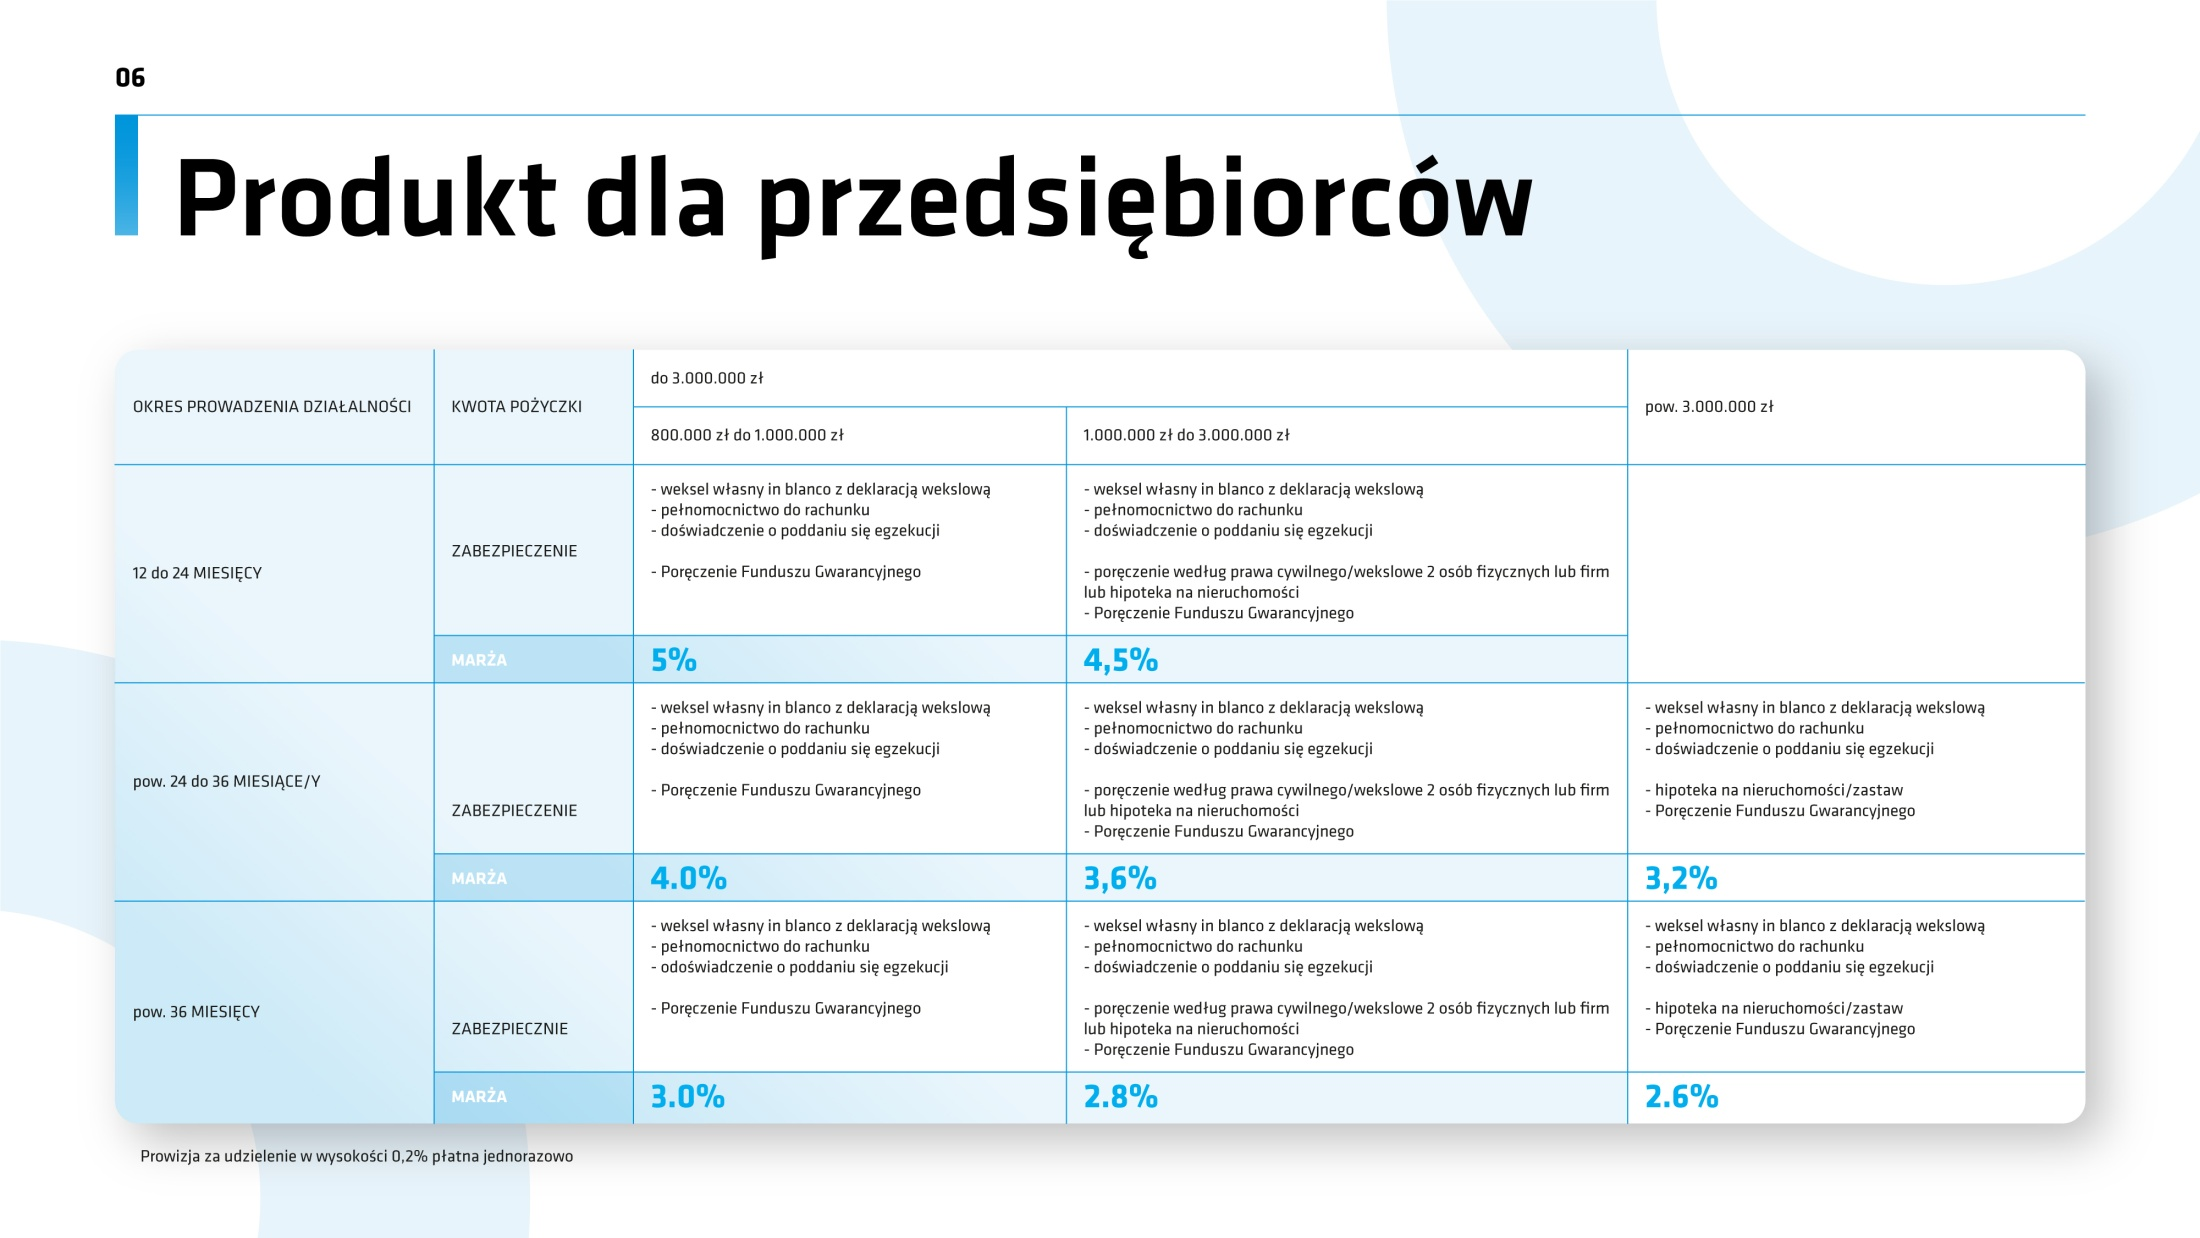 06
Produkt dla przedsiębiorców
OKRES PROWADZENIA DZIAŁALNOŚCI
KWOTA POŻYCZKI
do 3.000.000 zł
pow. 3.000.000 zł
800.000 zł do 1.000.000 zł
1.000.000 zł do 3.000.000 zł
12 do 24 MIESIĘCY
ZABEZPIECZENIE
- weksel własny in blanco z deklaracją wekslową
- pełnomocnictwo do rachunku
- doświadczenie o poddaniu się egzekucji
- Poręczenie Funduszu Gwarancyjnego
- weksel własny in blanco z deklaracją wekslową
- pełnomocnictwo do rachunku
- doświadczenie o poddaniu się egzekucji
- poręczenie według prawa cywilnego/wekslowe 2 osób fizycznych lub firm
lub hipoteka na nieruchomości
- Poręczenie Funduszu Gwarancyjnego
MARŻA
5%
4,5%
pow. 24 do 36 MIESIĄCE/Y
ZABEZPIECZENIE
- weksel własny in blanco z deklaracją wekslową
- pełnomocnictwo do rachunku
- doświadczenie o poddaniu się egzekucji
- Poręczenie Funduszu Gwarancyjnego
- weksel własny in blanco z deklaracją wekslową
- pełnomocnictwo do rachunku
- doświadczenie o poddaniu się egzekucji
- poręczenie według prawa cywilnego/wekslowe 2 osób fizycznych lub firm
lub hipoteka na nieruchomości
- Poręczenie Funduszu Gwarancyjnego
- weksel własny in blanco z deklaracją wekslową
- pełnomocnictwo do rachunku
- doświadczenie o poddaniu się egzekucji
- hipoteka na nieruchomości/zastaw
- Poręczenie Funduszu Gwarancyjnego
MARŻA
4.0%
3,6%
3,2%
pow. 36 MIESIĘCY
ZABEZPIECZNIE
- weksel własny in blanco z deklaracją wekslową
- pełnomocnictwo do rachunku
- odoświadczenie o poddaniu się egzekucji
- Poręczenie Funduszu Gwarancyjnego
- weksel własny in blanco z deklaracją wekslową
- pełnomocnictwo do rachunku
- doświadczenie o poddaniu się egzekucji
- poręczenie według prawa cywilnego/wekslowe 2 osób fizycznych lub firm
lub hipoteka na nieruchomości
- Poręczenie Funduszu Gwarancyjnego
- weksel własny in blanco z deklaracją wekslową
- pełnomocnictwo do rachunku
- doświadczenie o poddaniu się egzekucji
- hipoteka na nieruchomości/zastaw
- Poręczenie Funduszu Gwarancyjnego
MARŻA
3.0%
2.8%
2.6%
Prowizja za udzielenie w wysokości 0,2% płatna jednorazowo